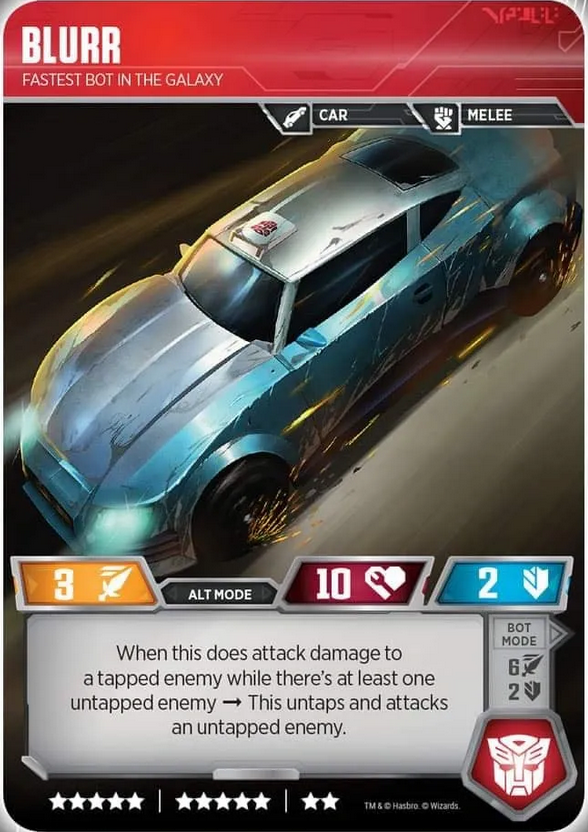 BLURR
FASTEST BOT IN THE GALAXY
CAR
MELEE
3
ALT MODE
10
2
When this does attack damage to
a tapped enemy while there's at least one
untapped enemy → This untaps and attacks
an untapped enemy.
BOT
MODE
6
2
TM & © Hasbro. © Wizards.